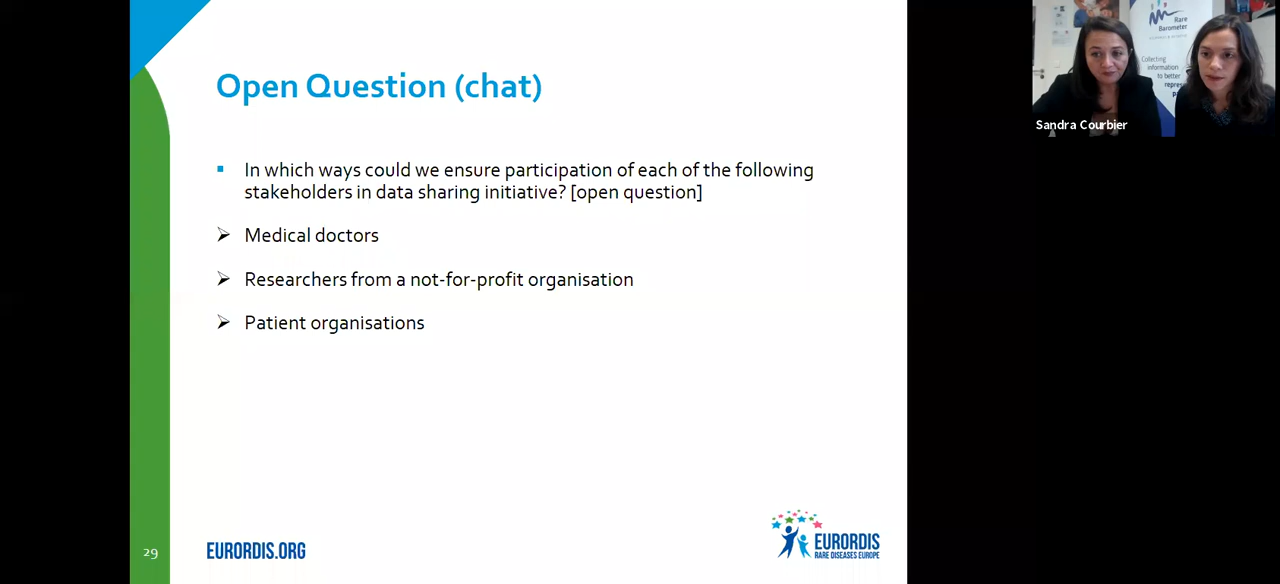 Open Question (chat)
In which ways could we ensure participation of each of the following
stakeholders in data sharing initiative? [open question]
Medical doctors
Researchers from a not-for-profit organisation
Patient organisations
29
EURORDIS.ORG
EURORDIS
RARE DISEASES EUROPE
Rare
Barometer
Collecting
information
to better
Sandra Courbier